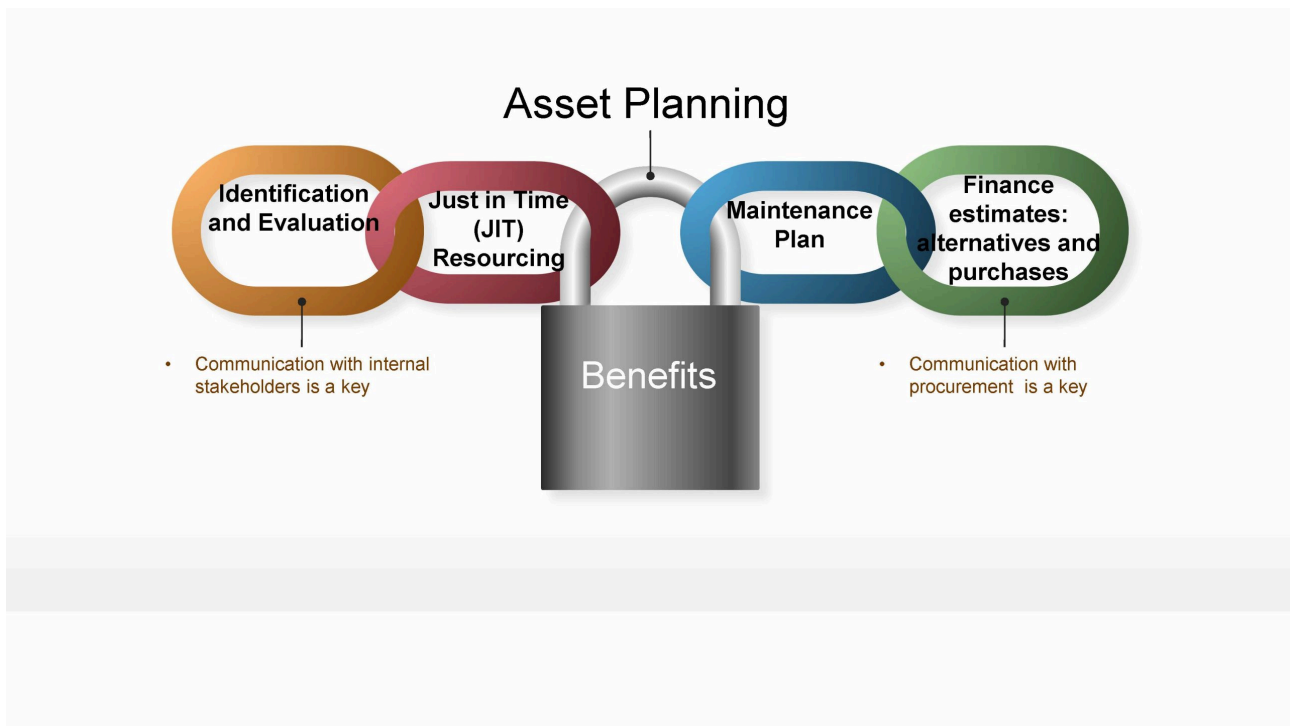 Asset Planning
Identification
and Evaluation
Just in Time
(JIT)
Resourcing
Maintenance
Plan
Finance
estimates:
alternatives and
purchases
Benefits
• Communication with internal
stakeholders is a key
• Communication with
procurement is a key